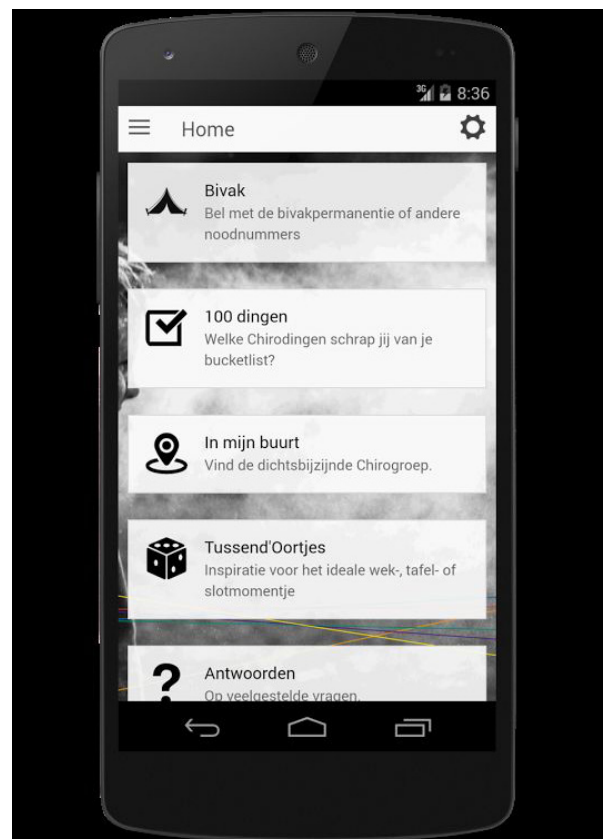 3G 8:36
Home
Bivak
Bel met de bivakpermanentie of andere
noodnummers
100 dingen
Welke Chirodingen schrap jij van je
bucketlist?
In mijn buurt
Vind de dichtsbijzijnde Chirogroep.
Tussend'Oortjes
Inspiratie voor het ideale wek-, tafel- of
slotmomentje
Antwoorden
Op veelgestelde vragen.